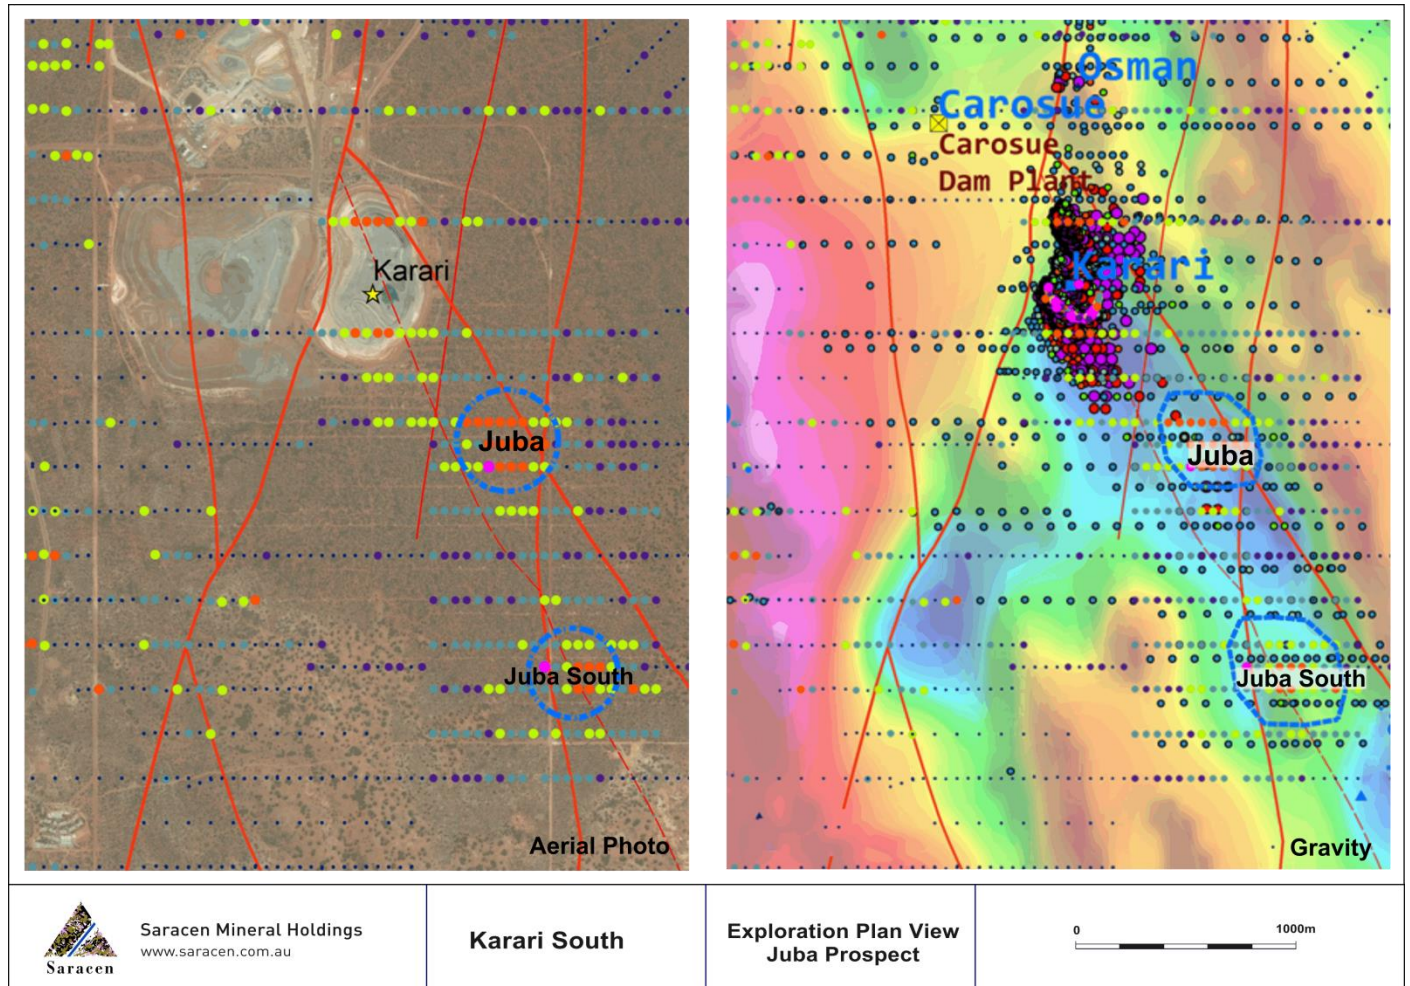 Karari
Juba
Juba South
Aerial Photo
Osman
Carosue
Carosue
Dam Plant
Karari
Juba
Juba South
Gravity
Saracen
Saracen Mineral Holdings
www.saracen.com.au
Karari South
Exploration Plan View
Juba Prospect
0
1000m